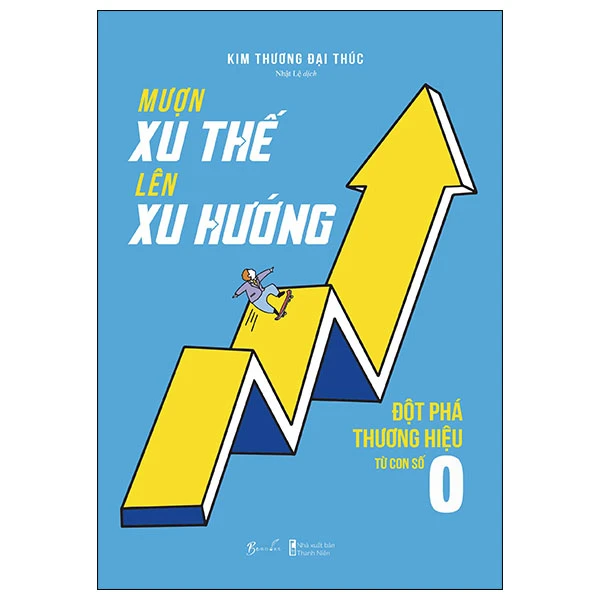 KIM THƯƠNG ĐẠI THÚC
Nhật Lệ dịch
MƯỢN
XU THẾ
LÊN
XU HƯỚNG
ĐỘT PHÁ
THƯƠNG HIỆU
TỪ CON SỐ
0
Nhà xuất bản
Thanh Niên